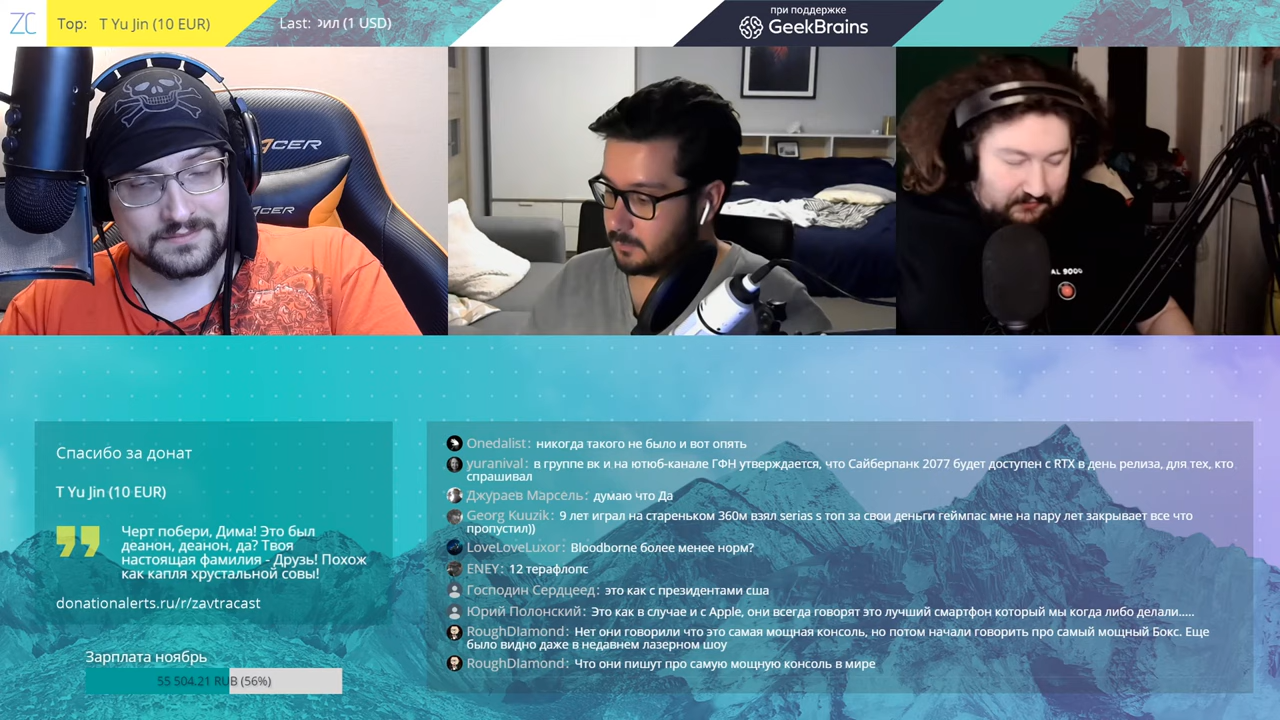 ZC
Top: T Yu Jin (10 EUR)
Last: ил (1 USD)
при поддержке
GeekBrains
ACER
ACER
AL 9000
Спасибо за донат
T Yu Jin (10 EUR)
Черт побери, Дима! Это был
деанон, деанон, да? Твоя
настоящая фамилия - Друзь! Похож
как капля хрустальной совы!
donationalerts.ru/r/zavtracast
Зарплата ноябрь
55 504.21 RUB (56%)
Onedalist: никогда такого не было и вот опять
yuranival: в группе вк и на ютюб-канале ГФН утверждается, что Сайберпанк 2077 будет доступен с RTX в день релиза, для тех, кто
спрашивал
Джураев Марсель: думаю что Да
Georg Kuuzik: 9 лет играл на стареньком 360м взял serias s топ за свои деньги геймпас мне на пару лет закрывает все что
пропустил))
LoveLoveLuxor: Bloodborne более менее норм?
ENEY: 12 терафлопс
Господин Сердцеед: это как с президентами сша
Юрий Полонский: Это как в случае и с Apple, они всегда говорят это лучший смартфон который мы когда либо делали.....
RoughDIamond: Нет они говорили что это самая мощная консоль, но потом начали говорить про самый мощный Бокс. Еще
было видно даже в недавнем лазерном шоу
RoughDIamond: Что они пишут про самую мощную консоль в мире